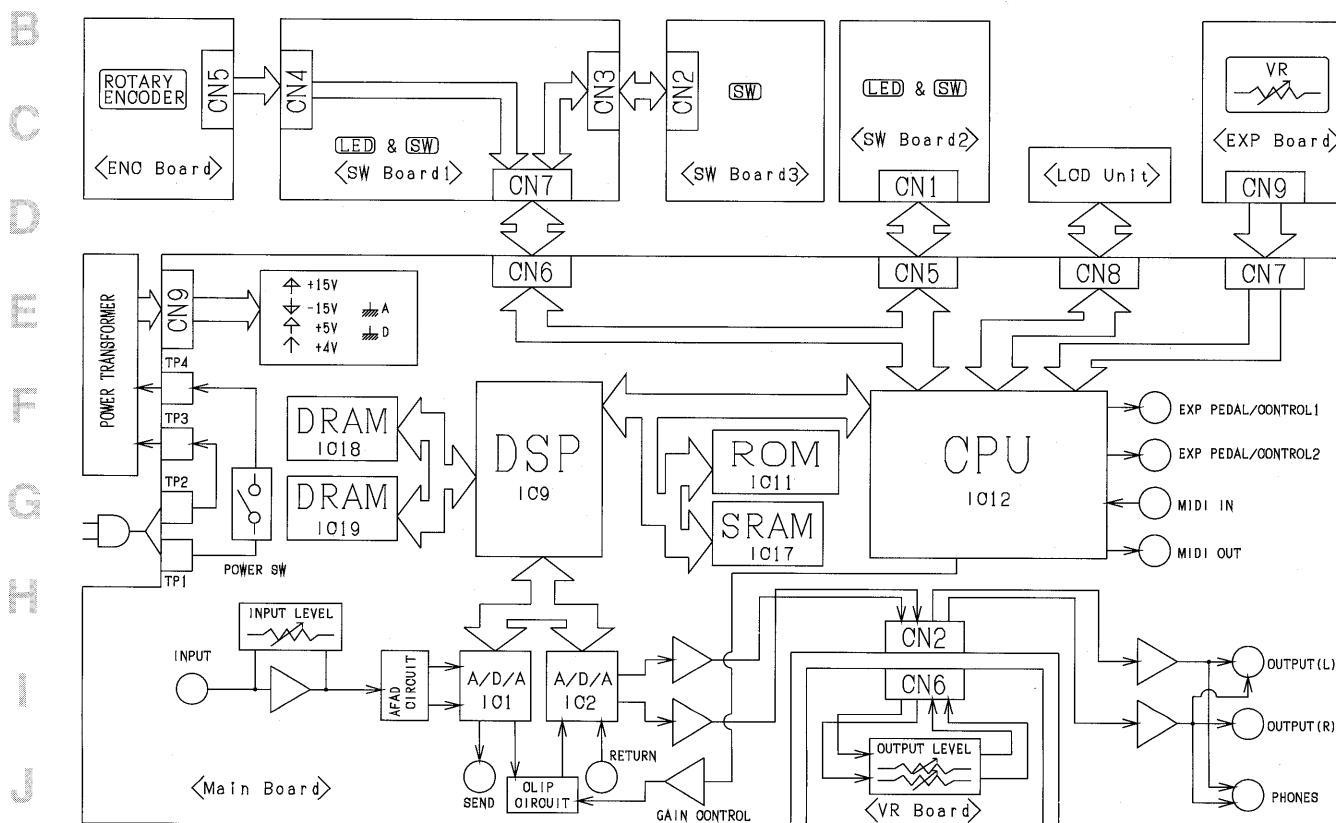 B
C
D
E
F
G
H
I
J
ROTARY
ENCODER
CN5
<ENC Board>
CN4
LED & SW
<SW Board1>
CN3
CN7
CN2
SW
<SW Board3>
LED & SW
<SW Board2>
CN1
<LCD Unit>
VR
<EXP Board>
CN9
CN6
CN5
CN8
CN7
POWER TRANSFORMER
CN9
+15V
-15V
A
+5V
D
+4V
TP4
TP3
TP2
TP1
POWER SW
DRAM
IC18
DRAM
IC19
DSP
IC9
ROM
IC11
SRAM
IC17
CPU
IC12
EXP PEDAL/CONTROL1
EXP PEDAL/CONTROL2
MIDI IN
MIDI OUT
INPUT LEVEL
INPUT
AFAD
CIRCUIT
A/D/A
IC1
A/D/A
IC2
CN2
CN6
OUTPUT(L)
OUTPUT(R)
OUTPUT LEVEL
RETURN
<Main Board>
SEND
CLIP
CIRCUIT
GAIN CONTROL
<VR Board>
PHONES